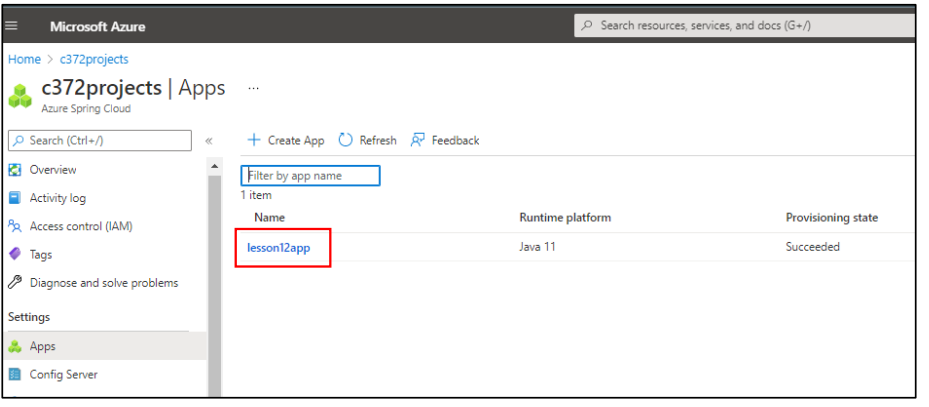 Microsoft Azure
Search resources, services, and docs (G+/)
Home > c372projects
c372projects | Apps ...
Azure Spring Cloud
Search (Ctrl+/) «
Create App Refresh Feedback
Overview
Activity log
Access control (IAM)
Tags
Diagnose and solve problems
Settings
Apps
Config Server
Filter by app name
1 item
Name Runtime platform Provisioning state
lesson12app Java 11 Succeeded